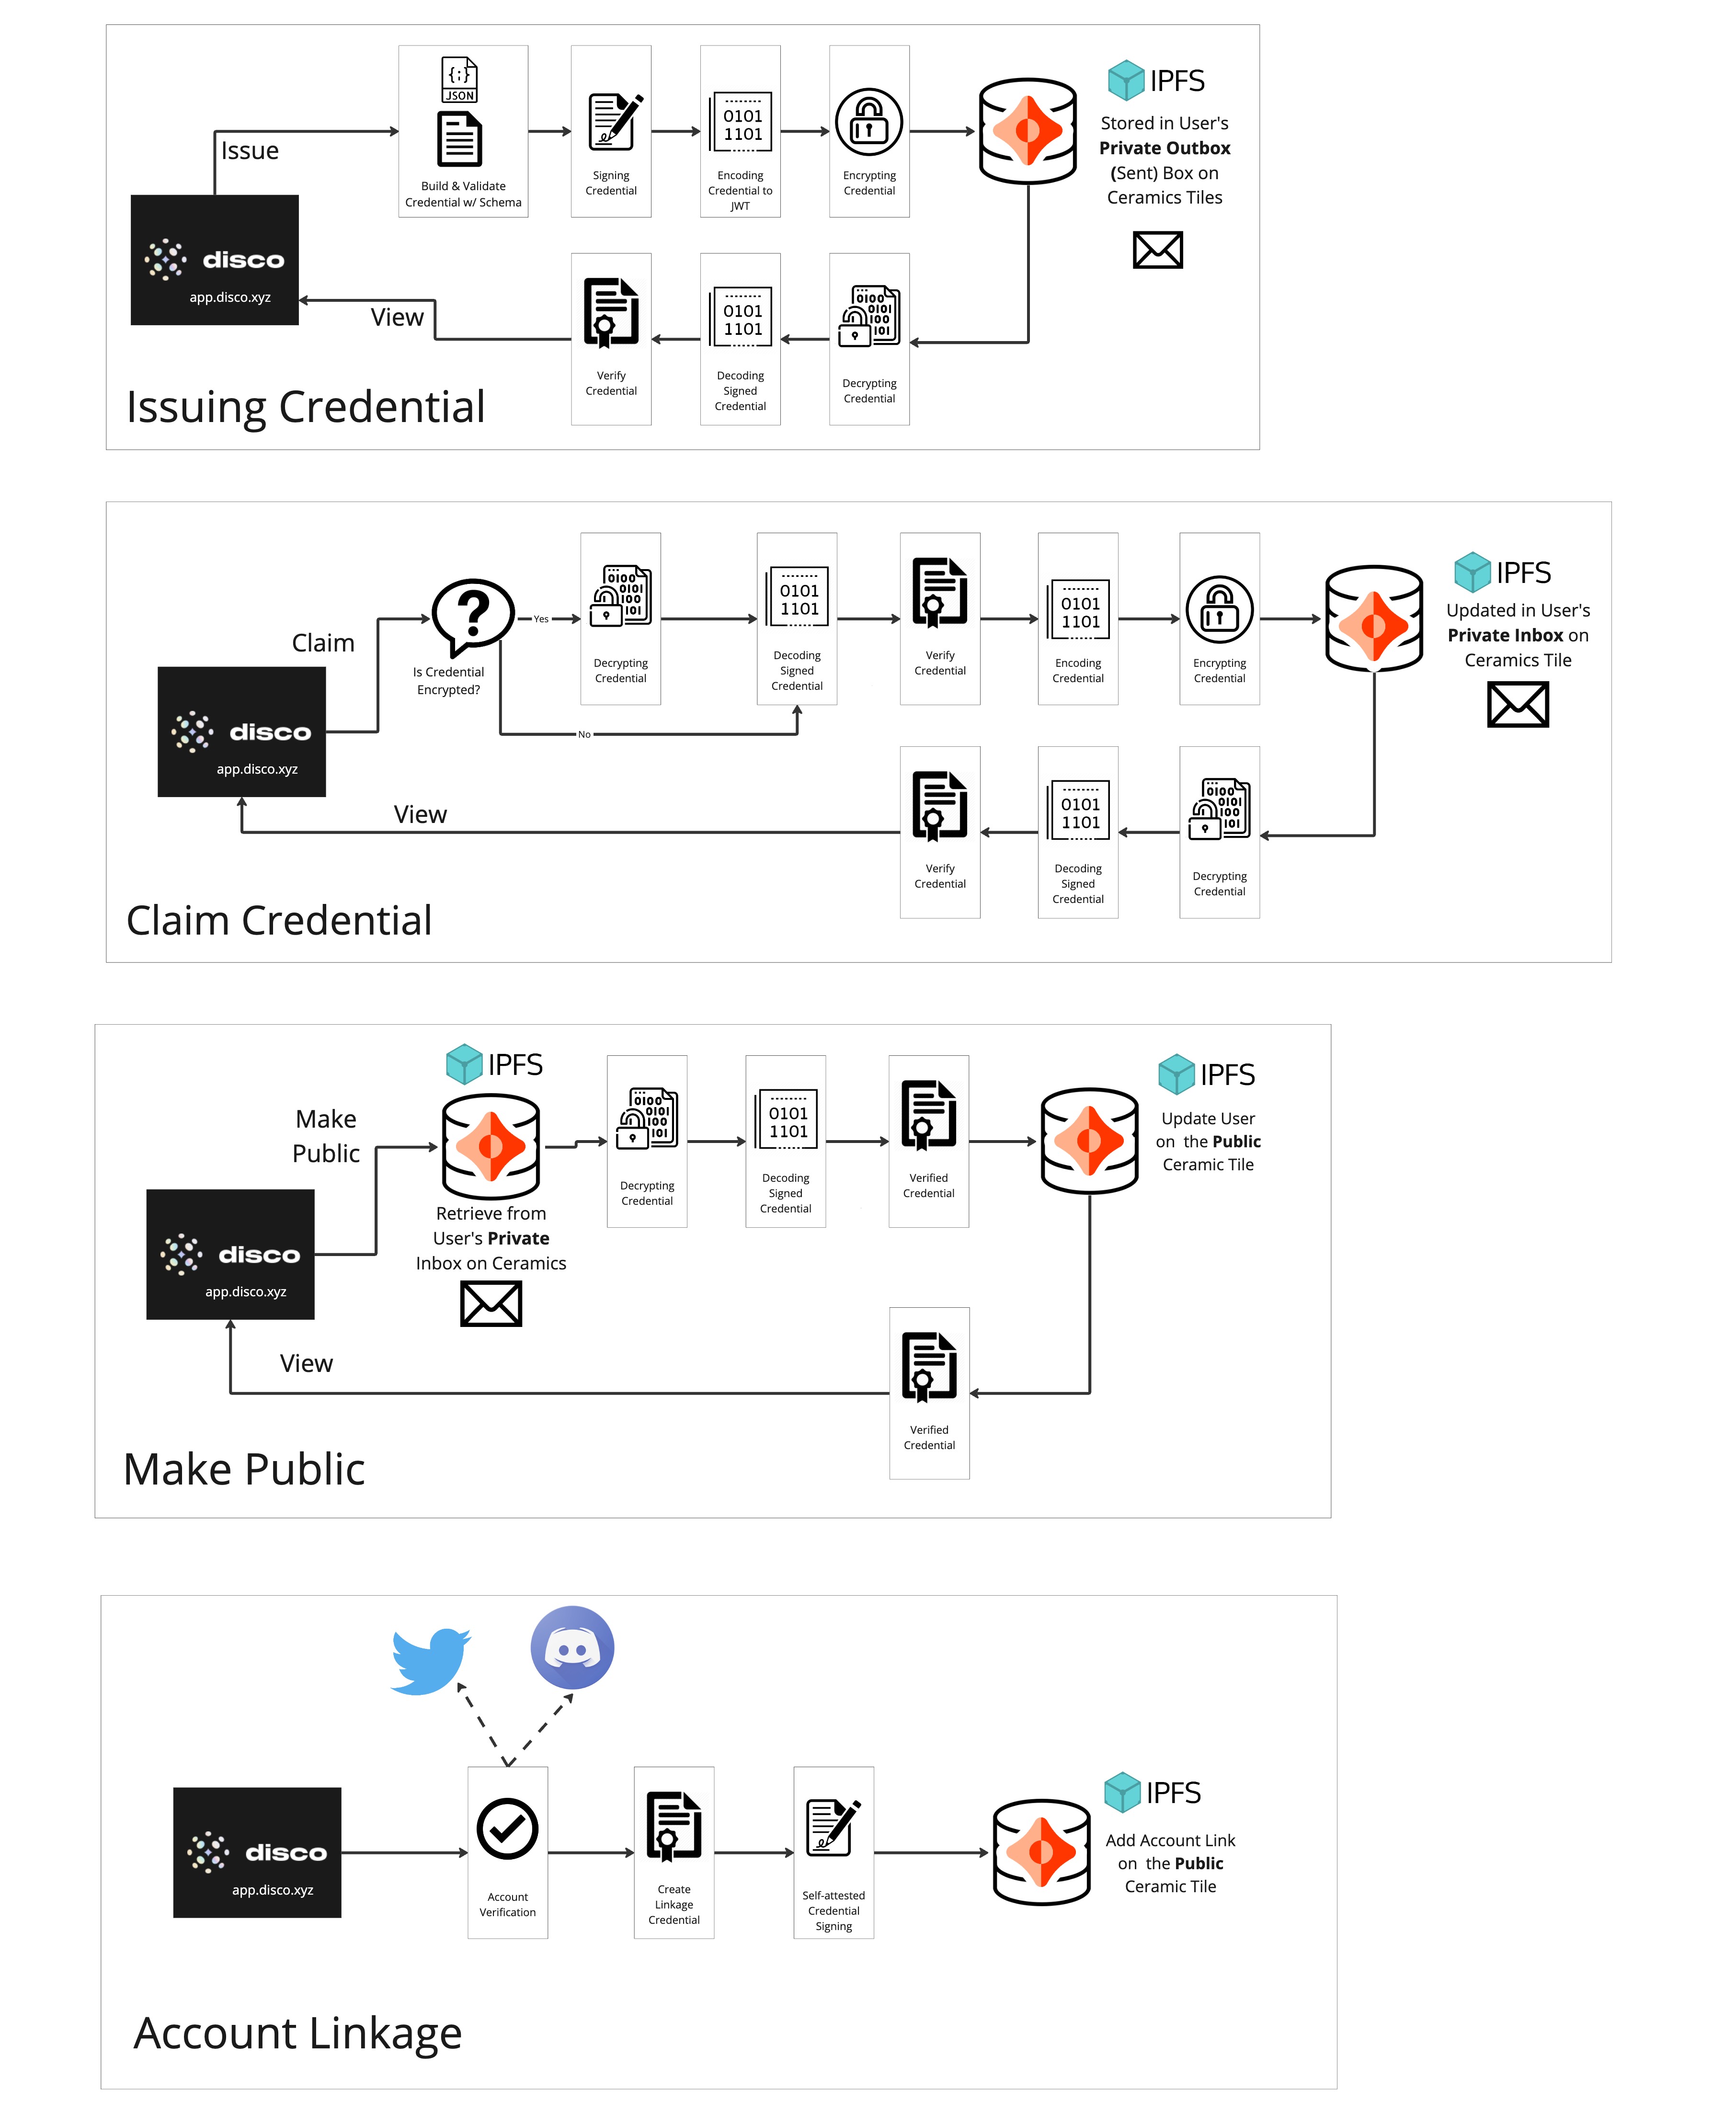 Issue
{;}
JSON
Build & Validate
Credential w/ Schema
Signing
Credential
0101
1101
Encoding
Credential to
JWT
Encrypting
Credential
IPFS
Stored in User's
Private Outbox
(Sent) Box on
Ceramics Tiles
disco
app.disco.xyz
View
Verify
Credential
0101
1101
Decoding
Signed
Credential
0100
0101
100
101
Decrypting
Credential
Issuing Credential
Claim
?
Is Credential
Encrypted?
Yes
No
0100
0101
100
101
Decrypting
Credential
0101
1101
Decoding
Signed
Credential
Verify
Credential
0101
1101
Encoding
Credential
Encrypting
Credential
IPFS
Updated in User's
Private Inbox on
Ceramics Tile
disco
app.disco.xyz
View
Verify
Credential
0101
1101
Decoding
Signed
Credential
0100
0101
100
101
Decrypting
Credential
Claim Credential
Make
Public
IPFS
Retrieve from
User's Private
Inbox on Ceramics
0100
0101
100
101
Decrypting
Credential
0101
1101
Decoding
Signed
Credential
Verified
Credential
IPFS
Update User
on the Public
Ceramic Tile
disco
app.disco.xyz
View
Verified
Credential
Make Public
disco
app.disco.xyz
Account
Verification
Create
Linkage
Credential
Self-attested
Credential
Signing
IPFS
Add Account Link
on the Public
Ceramic Tile
Account Linkage